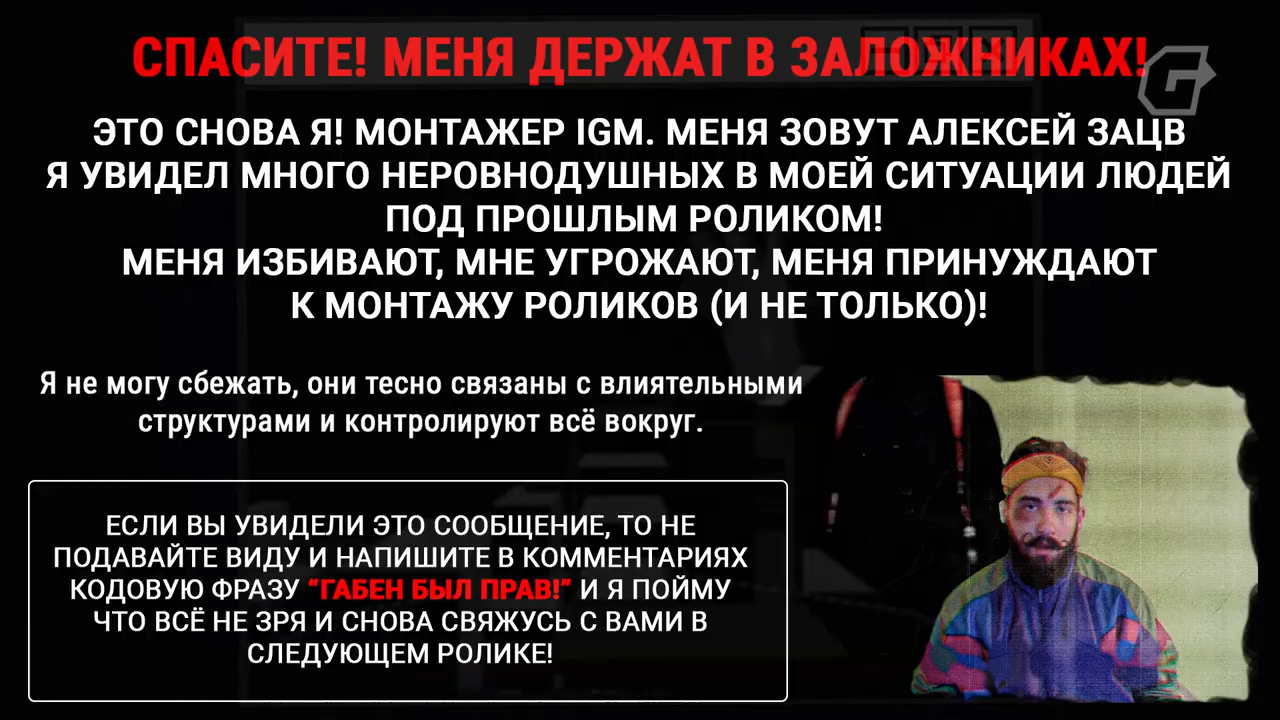 СПАСИТЕ! МЕНЯ ДЕРЖАТ В ЗАЛОЖНИКАХ!
ЭТО СНОВА Я! МОНТАЖЕР IGM. МЕНЯ ЗОВУТ АЛЕКСЕЙ ЗАЦВ
Я УВИДЕЛ МНОГО НЕРОВНОДУШНЫХ В МОЕЙ СИТУАЦИИ ЛЮДЕЙ
ПОД ПРОШЛЫМ РОЛИКОМ!
МЕНЯ ИЗБИВАЮТ, МНЕ УГРОЖАЮТ, МЕНЯ ПРИНУЖДАЮТ
К МОНТАЖУ РОЛИКОВ (И НЕ ТОЛЬКО)!
Я не могу сбежать, они тесно связаны с влиятельными
структурами и контролируют всё вокруг.
ЕСЛИ ВЫ УВИДЕЛИ ЭТО СООБЩЕНИЕ, ТО НЕ
ПОДАВАЙТЕ ВИДУ И НАПИШИТЕ В КОММЕНТАРИЯХ
КОДОВУЮ ФРАЗУ “ГАБЕН БЫЛ ПРАВ!” И Я ПОЙМУ
ЧТО ВСЁ НЕ ЗРЯ И СНОВА СВЯЖУСЬ С ВАМИ В
СЛЕДУЮЩЕМ РОЛИКЕ!